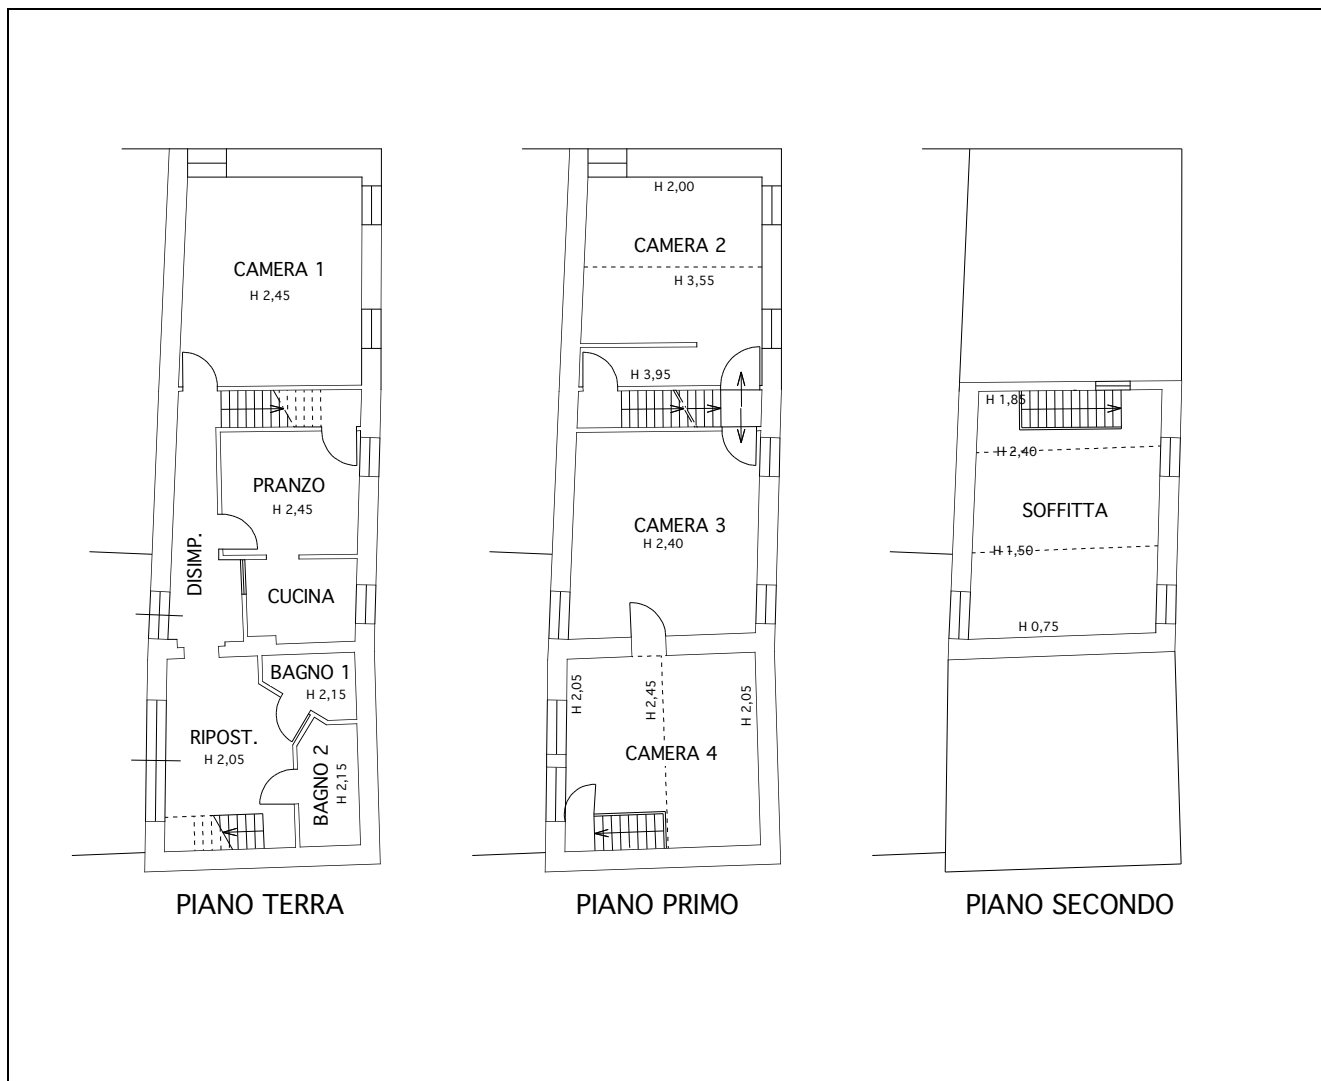 CAMERA 1
H 2,45
PRANZO
H 2,45
DISIMP.
CUCINA
BAGNO 1
H 2,15
RIPOST.
H 2,05
BAGNO 2
H 2,15
PIANO TERRA
H 2,00
CAMERA 2
H 3,55
H 3,95
CAMERA 3
H 2,40
H 2,05
H 2,45
H 2,05
CAMERA 4
PIANO PRIMO
H 1,85
H 2,40
SOFFITTA
H 1,50
H 0,75
PIANO SECONDO